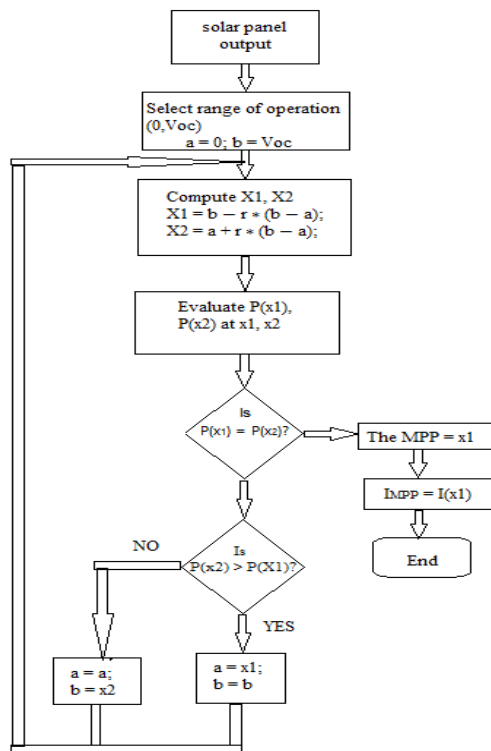 solar panel
output
Select range of operation
(0,Voc)
a = 0; b = Voc
Compute X1, X2
X1 = b – r * (b – a);
X2 = a + r * (b – a);
Evaluate P(x1),
P(x2) at x1, x2
Is
P(x1) = P(x2)?
The MPP = x1
IMPP = I(x1)
End
Is
P(x2) > P(X1)?
NO
YES
a = a;
b = x2
a = x1;
b = b